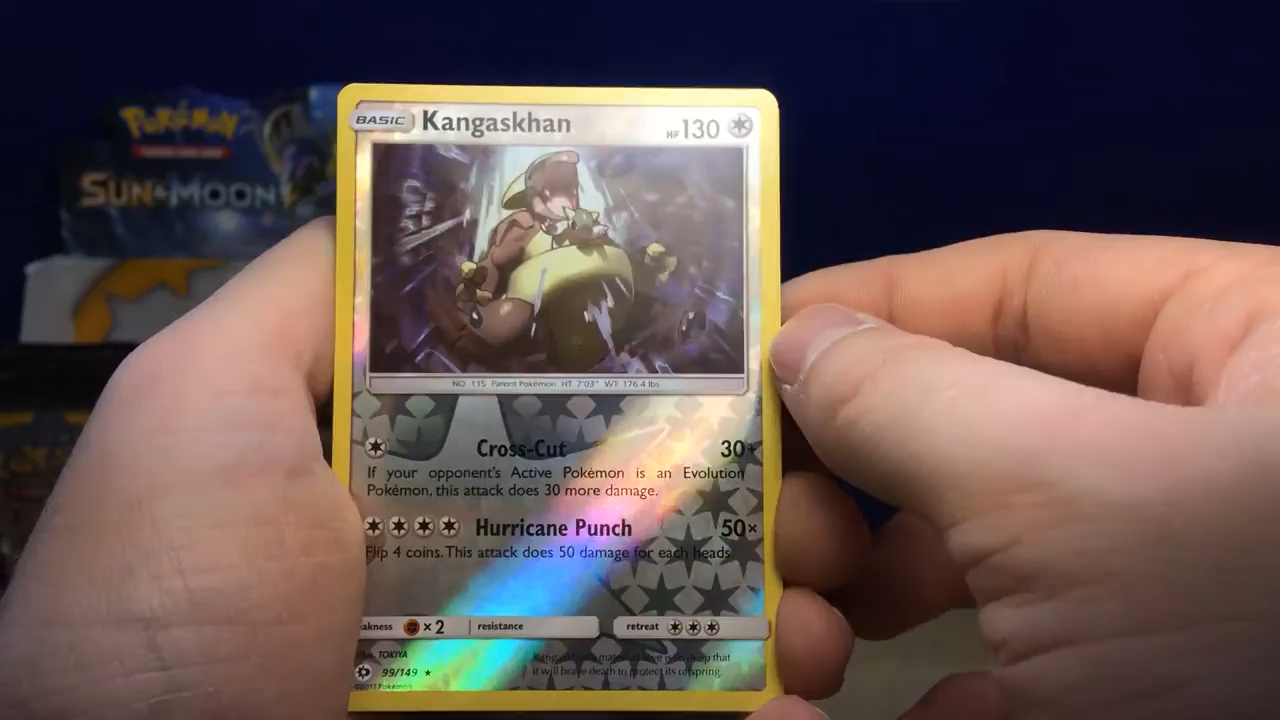 POKéMON
SUN & MOON
BASIC Kangaskhan HP 130
NO. 115 Parent Pokémon HT: 7'03" WT: 176.4 lbs.
Cross-Cut 30+
If your opponent's Active Pokémon is an Evolution
Pokémon, this attack does 30 more damage.
Hurricane Punch 50×
Flip 4 coins. This attack does 50 damage for each heads.
akness ×2 resistance retreat
TOKIYA
99/149
©2017 Pokémon
it will brave death to protect its offspring.